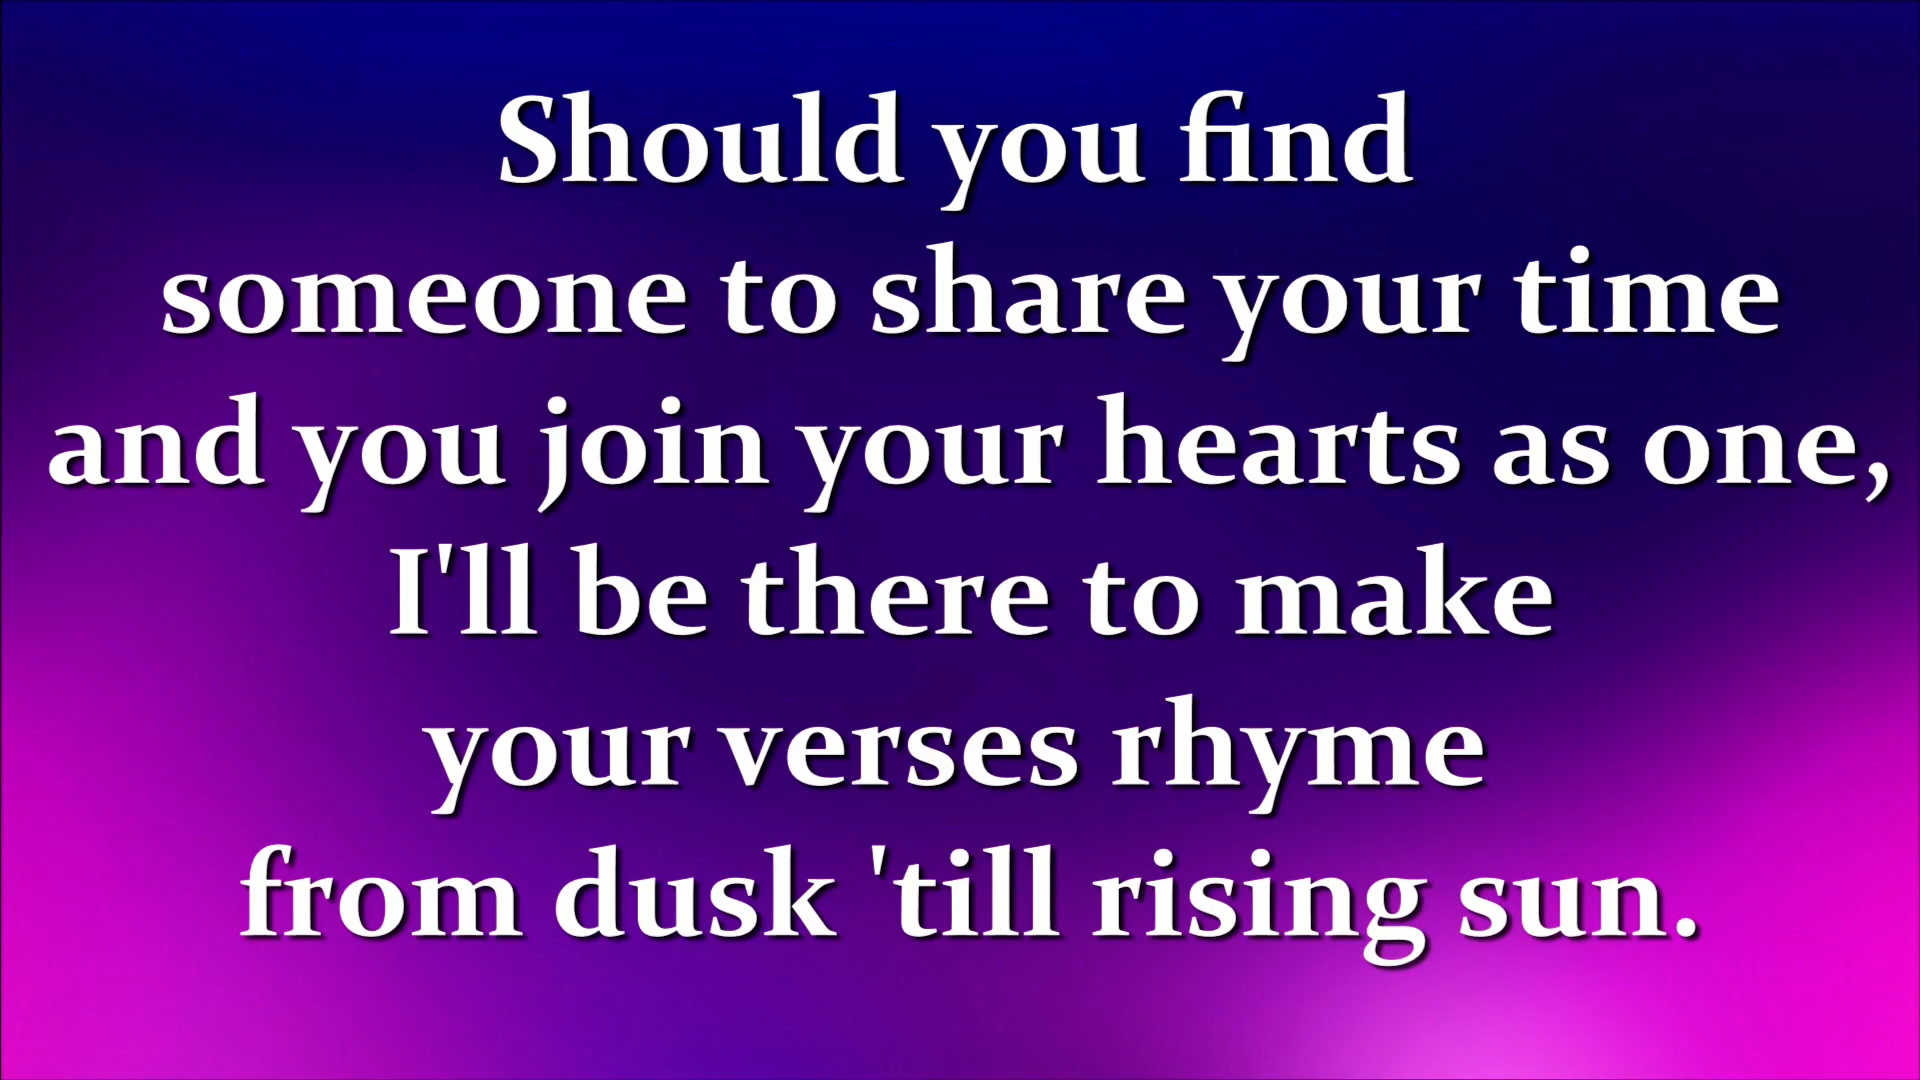 Should you find
someone to share your time
and you join your hearts as one,
I'll be there to make
your verses rhyme
from dusk 'till rising sun.